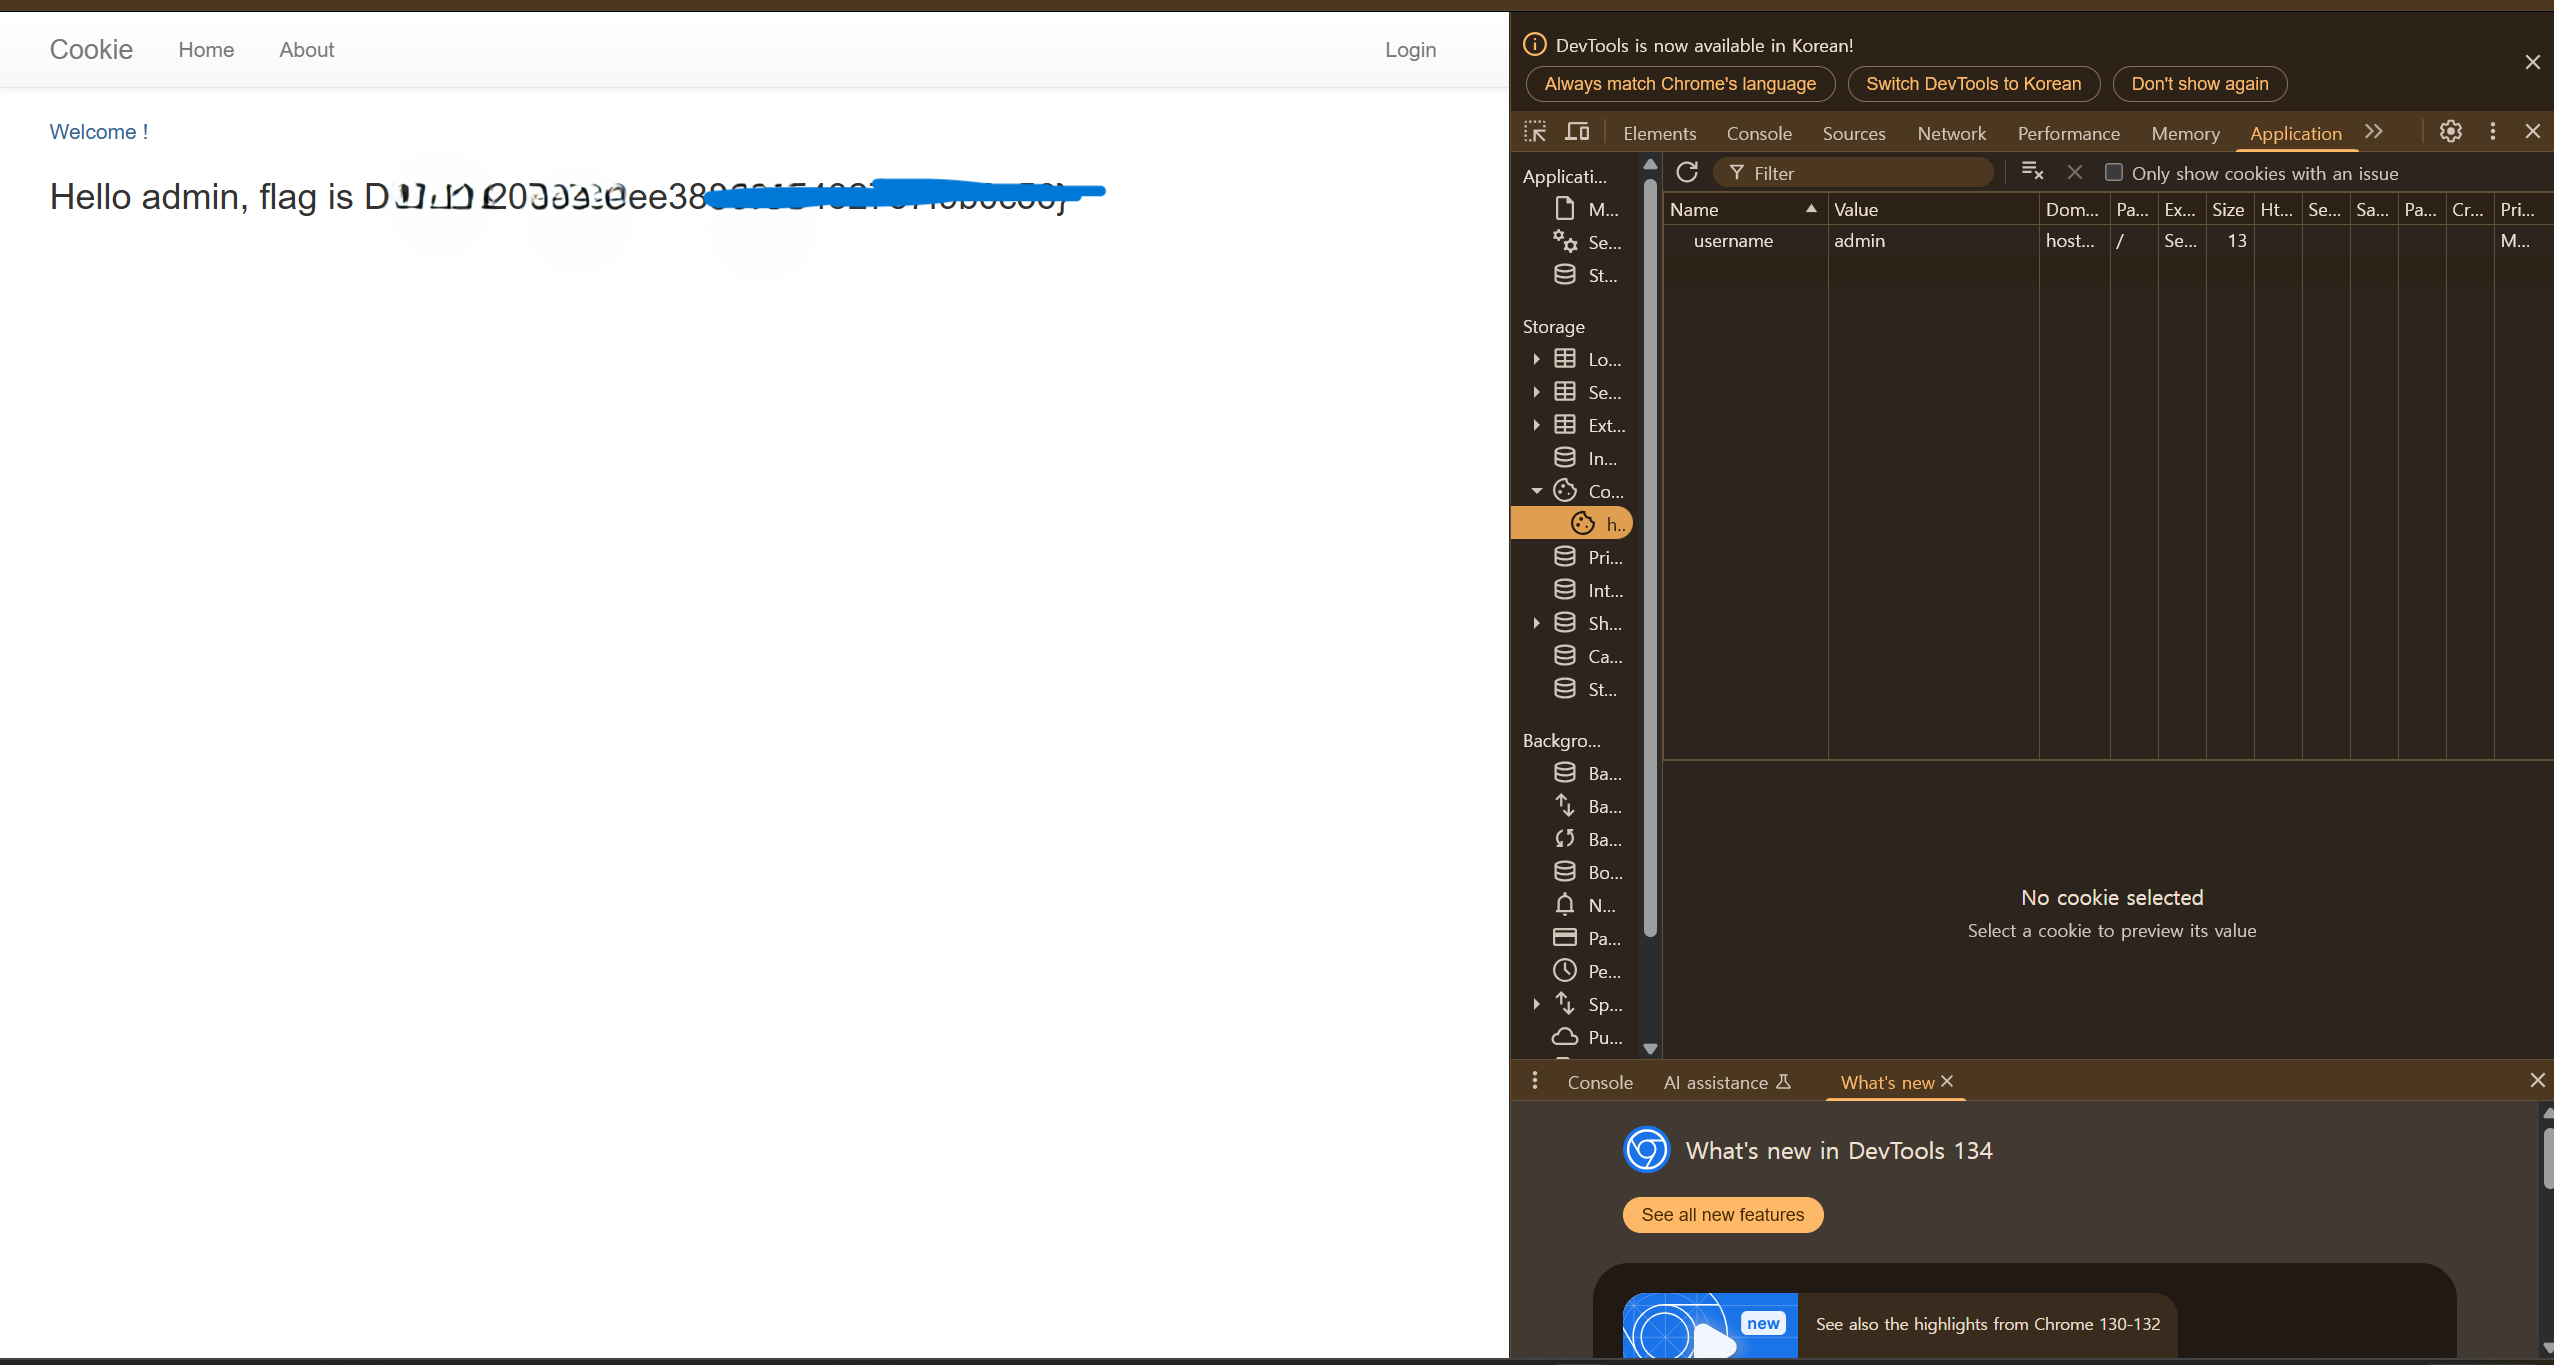 Cookie Home About Login
Welcome !
Hello admin, flag is
DevTools is now available in Korean!
Always match Chrome's language Switch DevTools to Korean Don't show again
Elements Console Sources Network Performance Memory Application
Applicati...
M...
Se...
St...
Storage
Lo...
Se...
Ext...
In...
Co...
h..
Pri...
Int...
Sh...
Ca...
St...
Backgro...
Ba...
Ba...
Ba...
Bo...
N...
Pa...
Pe...
Sp...
Pu...
Filter Only show cookies with an issue
Name Value Dom... Pa... Ex... Size Ht... Se... Sa... Pa... Cr... Pri...
username admin host... / Se... 13 M...
No cookie selected
Select a cookie to preview its value
Console AI assistance What's new
What's new in DevTools 134
See all new features
new
See also the highlights from Chrome 130-132